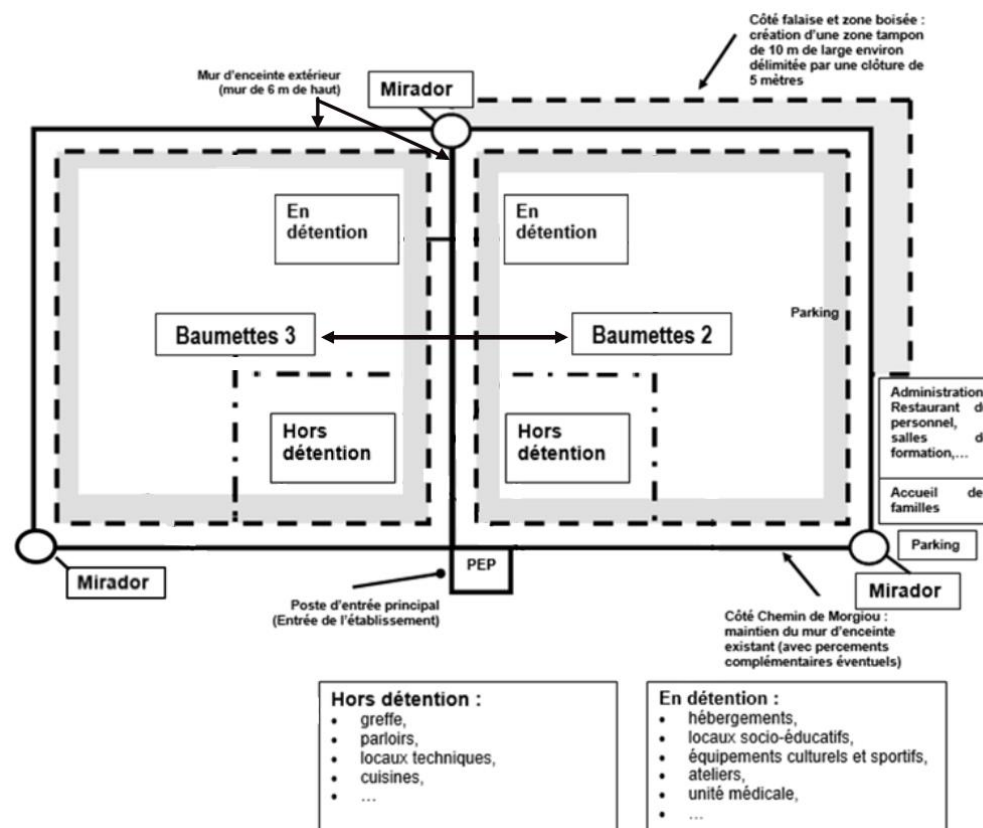 Côté falaise et zone boisée :
création d'une zone tampon
de 10 m de large environ
délimitée par une clôture de
5 mètres
Mur d'enceinte extérieur
(mur de 6 m de haut)
Mirador
En
détention
En
détention
Parking
Baumettes 3
Baumettes 2
Administration
Restaurant d
personnel,
salles d
formation,...
Hors
détention
Hors
détention
Accueil de
familles
Parking
Mirador
PEP
Mirador
Poste d'entrée principal
(Entrée de l'établissement)
Côté Chemin de Morgiou :
maintien du mur d'enceinte
existant (avec percements
complémentaires éventuels)
Hors détention :
• greffe,
• parloirs,
• locaux techniques,
• cuisines,
• ...
En détention :
• hébergements,
• locaux socio-éducatifs,
• équipements culturels et sportifs,
• ateliers,
• unité médicale,
• ...